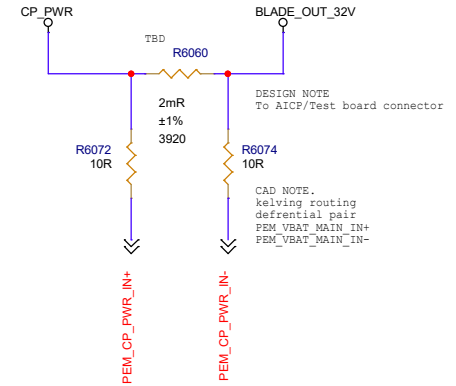 CP_PWR
BLADE_OUT_32V
TBD
R6060
DESIGN NOTE
To AICP/Test board connector
2mR
±1%
3920
R6072
10R
R6074
10R
CAD NOTE.
kelving routing
defrential pair
PEM_VBAT_MAIN_IN+
PEM_VBAT_MAIN_IN-
PEM_CP_PWR_IN+
PEM_CP_PWR_IN-